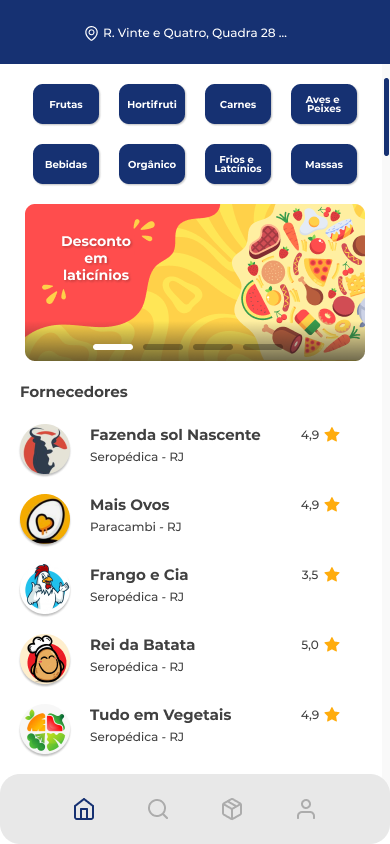 R. Vinte e Quatro, Quadra 28 ...
Frutas
Hortifruti
Carnes
Aves e
Peixes
Bebidas
Orgânico
Frios e
Latcínios
Massas
Desconto
em
laticínios
Fornecedores
Fazenda sol Nascente
4,9
Seropédica - RJ
Mais Ovos
4,9
Paracambi - RJ
Frango e Cia
3,5
Seropédica - RJ
Rei da Batata
5,0
Seropédica - RJ
Tudo em Vegetais
4,9
Seropédica - RJ